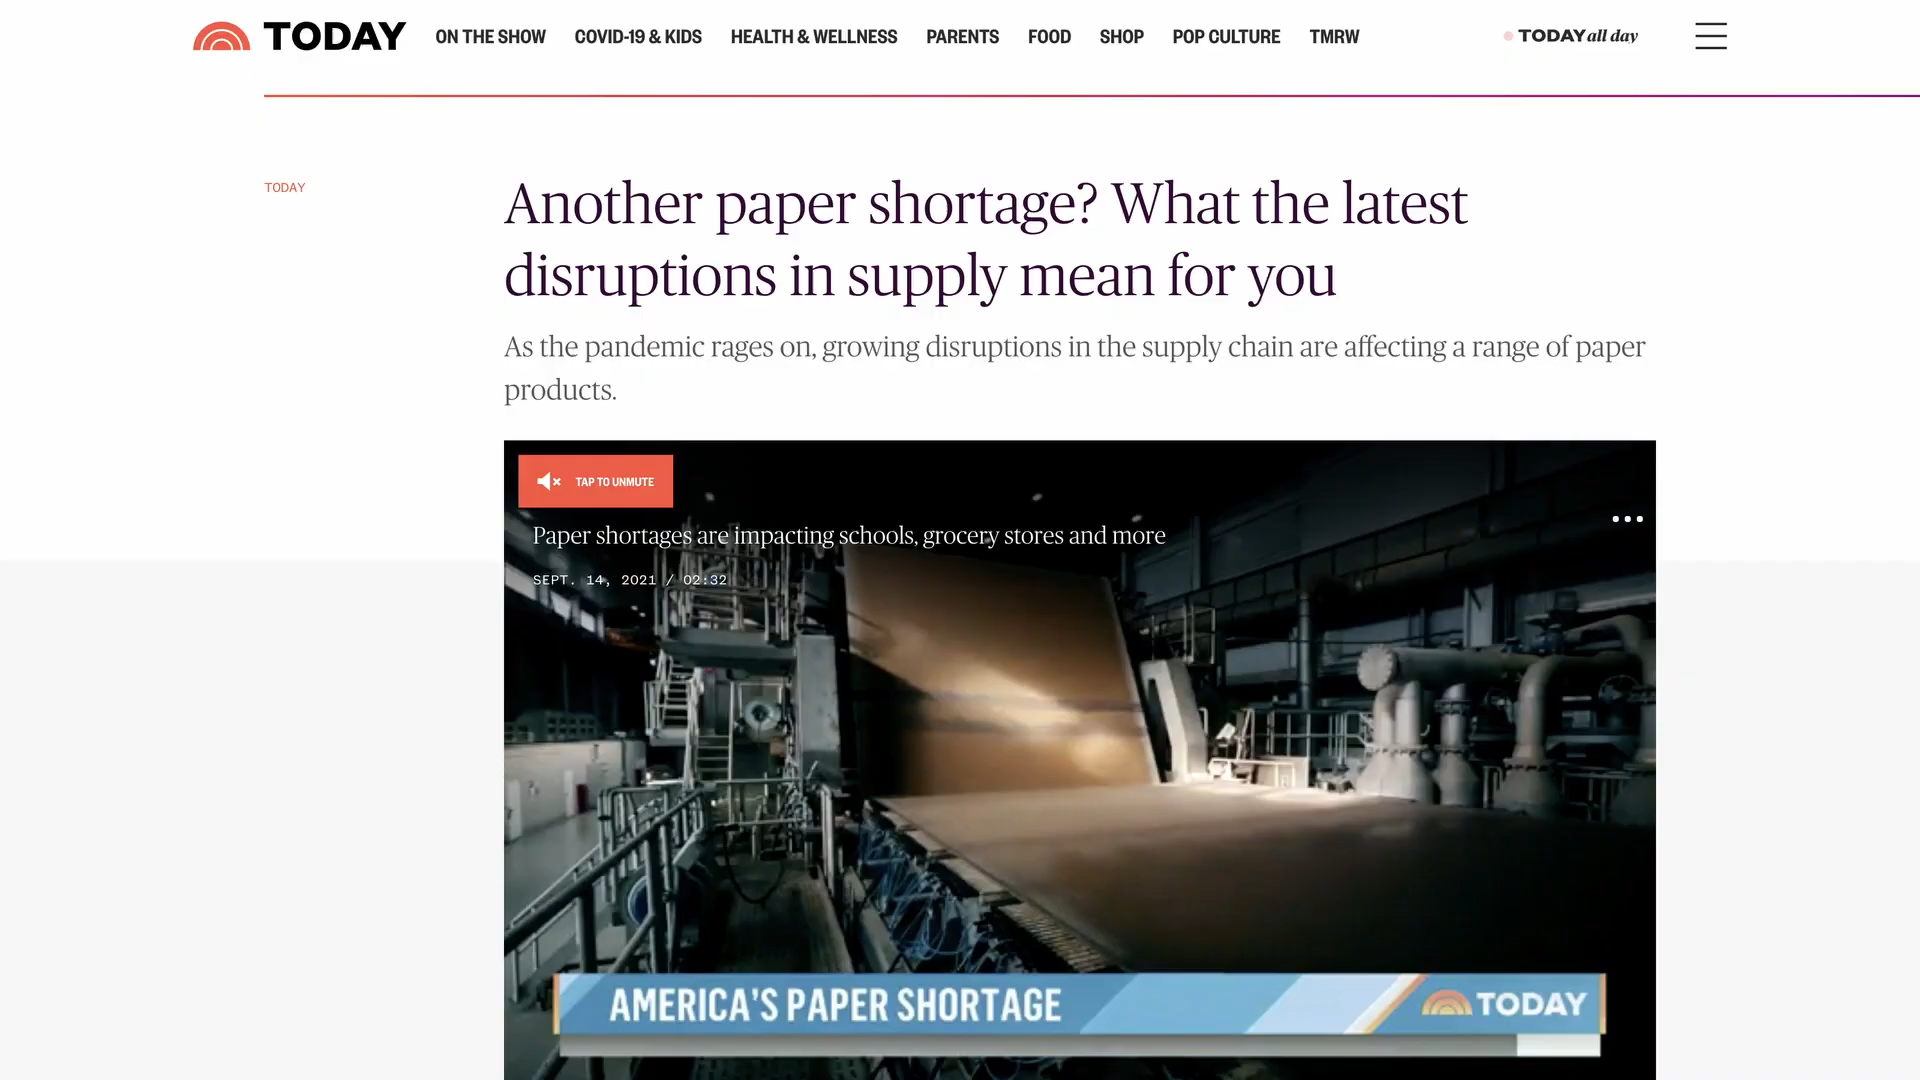 TODAY ON THE SHOW COVID-19 & KIDS HEALTH & WELLNESS PARENTS FOOD SHOP POP CULTURE TMRW TODAY all day
TODAY
Another paper shortage? What the latest
disruptions in supply mean for you
As the pandemic rages on, growing disruptions in the supply chain are affecting a range of paper
products.
TAP TO UNMUTE
Paper shortages are impacting schools, grocery stores and more
SEPT. 14, 2021 / 02:32
AMERICA'S PAPER SHORTAGE TODAY